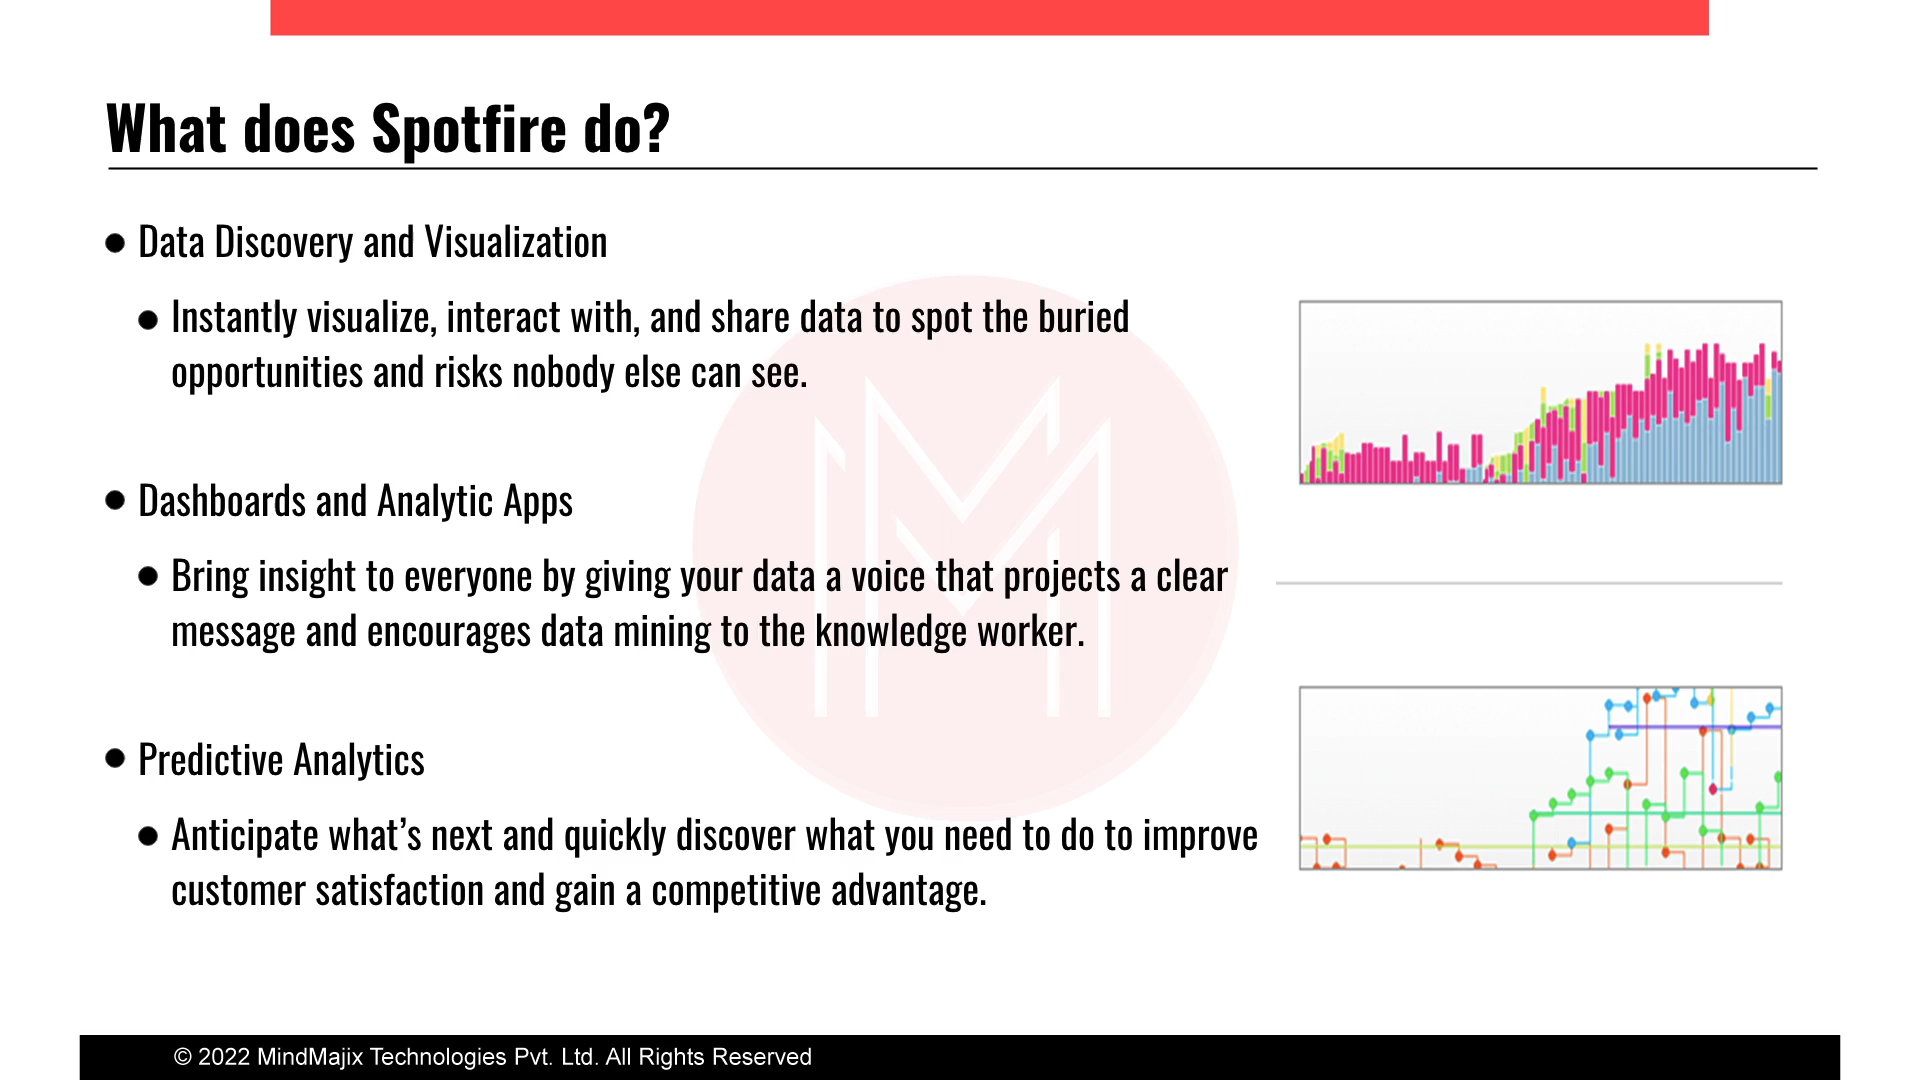 What does Spotfire do?
Data Discovery and Visualization
Instantly visualize, interact with, and share data to spot the buried
opportunities and risks nobody else can see.
Dashboards and Analytic Apps
Bring insight to everyone by giving your data a voice that projects a clear
message and encourages data mining to the knowledge worker.
Predictive Analytics
Anticipate what’s next and quickly discover what you need to do to improve
customer satisfaction and gain a competitive advantage.
© 2022 MindMajix Technologies Pvt. Ltd. All Rights Reserved